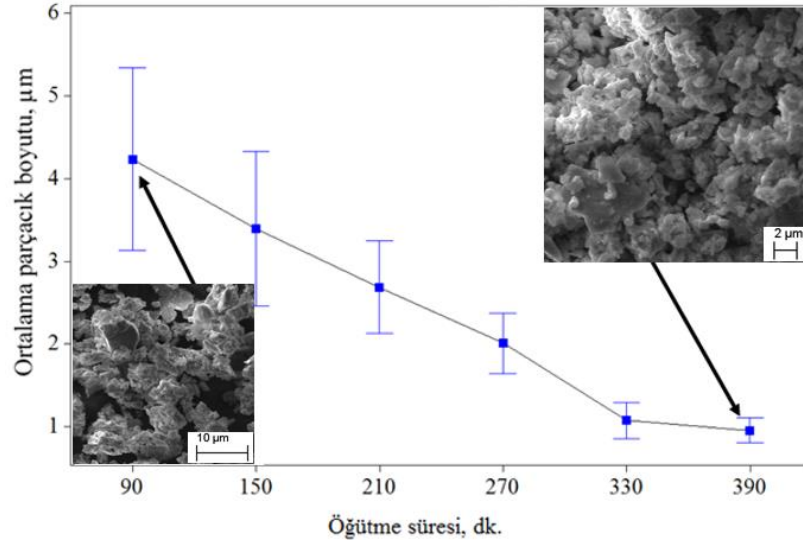 Ortalama parçacık boyutu, µm
6
5
4
3
2
1
2 µm
10 µm
90 150 210 270 330 390
Öğütme süresi, dk.